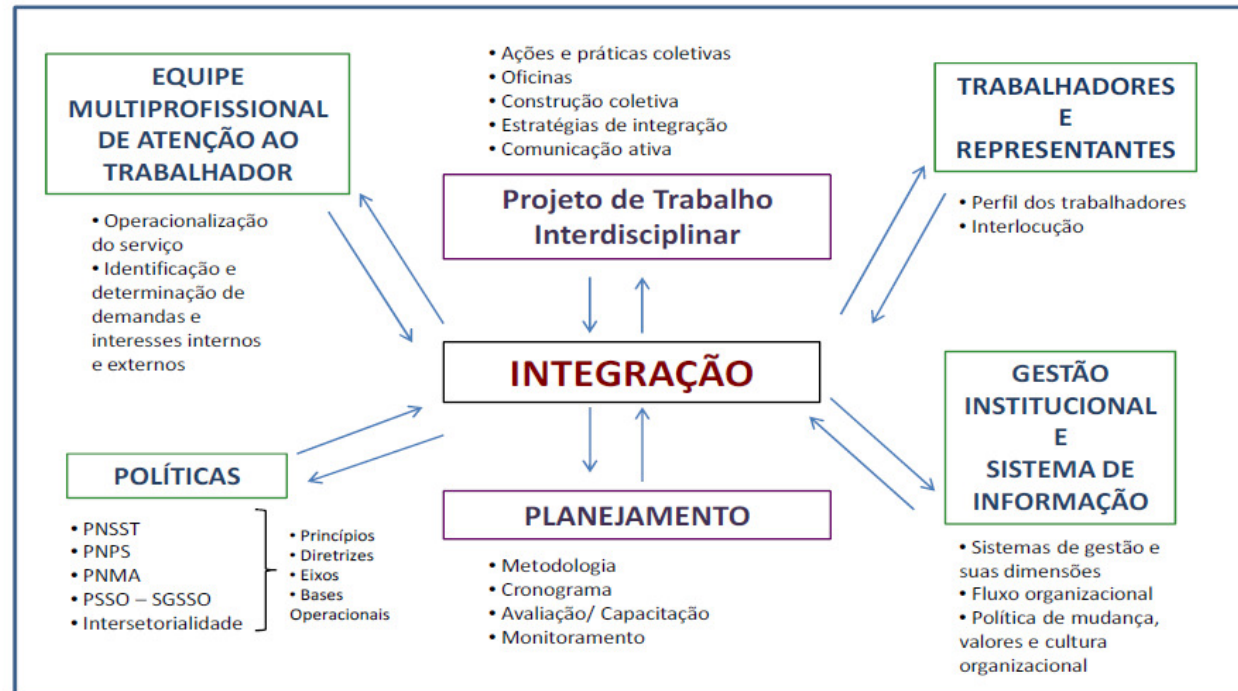 EQUIPE
MULTIPROFISSIONAL
DE ATENÇÃO AO
TRABALHADOR
• Operacionalização
do serviço
• Identificação e
determinação de
demandas e
interesses internos
e externos
• Ações e práticas coletivas
• Oficinas
• Construção coletiva
• Estratégias de integração
• Comunicação ativa
Projeto de Trabalho
Interdisciplinar
TRABALHADORES
E
REPRESENTANTES
• Perfil dos trabalhadores
• Interlocução
INTEGRAÇÃO
POLÍTICAS
• PNSST
• PNPS
• PNMA
• PSSO – SGSSO
• Intersetorialidade
• Princípios
• Diretrizes
• Eixos
• Bases
Operacionais
PLANEJAMENTO
• Metodologia
• Cronograma
• Avaliação/ Capacitação
• Monitoramento
GESTÃO
INSTITUCIONAL
E
SISTEMA DE
INFORMAÇÃO
• Sistemas de gestão e
suas dimensões
• Fluxo organizacional
• Política de mudança,
valores e cultura
organizacional